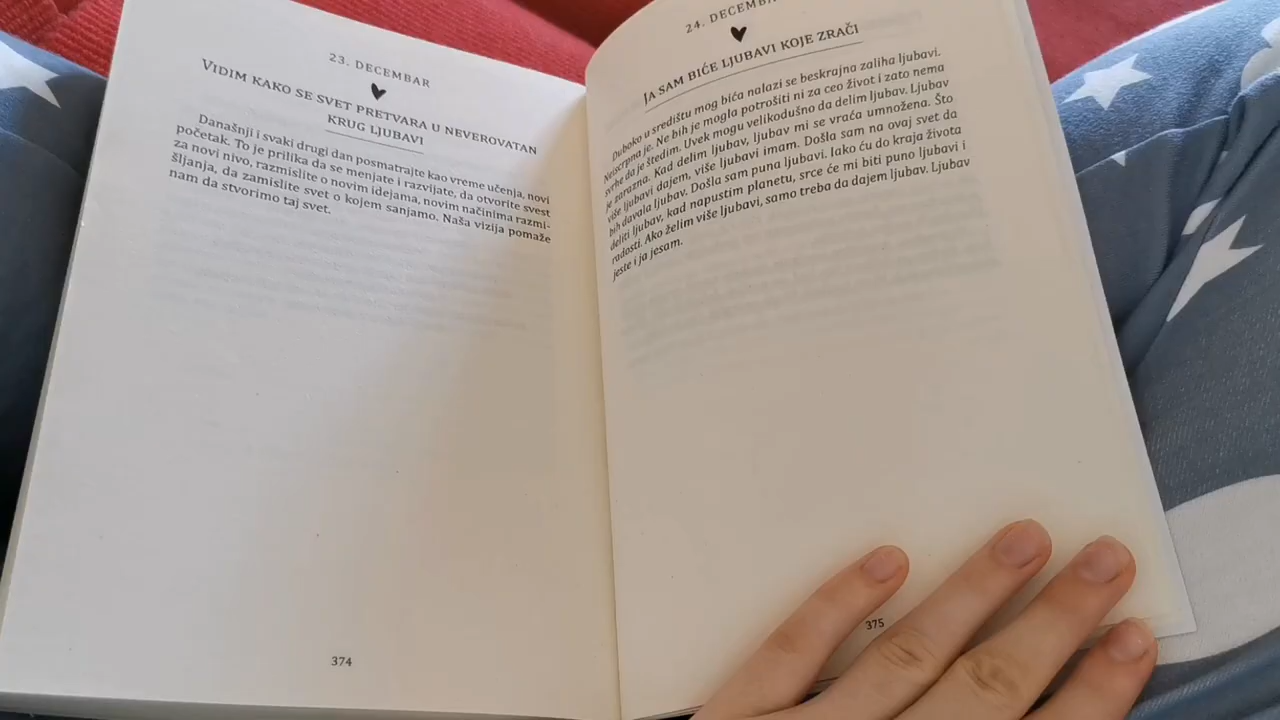 23. DECEMBAR
VIDIM KAKO SE SVET PRETVARA U NEVEROVATAN
KRUG LJUBAVI
Današnji i svaki drugi dan posmatrajte kao vreme učenja, novi
početak. To je prilika da se menjate i razvijate, da otvorite svest
za novi nivo, razmislite o novim idejama, novim načinima razmi-
šljanja, da zamislite svet o kojem sanjamo. Naša vizija pomaže
nam da stvorimo taj svet.
374
24. DECEMBA
JA SAM BIĆE LJUBAVI KOJE ZRAČI
Duboko u središtu mog bića nalazi se beskrajna zaliha ljubavi.
Neiscrpna je. Ne bih je mogla potrošiti ni za ceo život i zato nema
svrhe da je štedim. Uvek mogu velikodušno da delim ljubav. Ljubav
je zarazna. Kad delim ljubav, ljubav mi se vraća umnožena. Što
više ljubavi dajem, više ljubavi imam. Došla sam na ovaj svet da
bih davala ljubav. Došla sam puna ljubavi. Iako ću do kraja života
deliti ljubav, kad napustim planetu, srce će mi biti puno ljubavi i
radosti. Ako želim više ljubavi, samo treba da dajem ljubav. Ljubav
jeste i ja jesam.
375